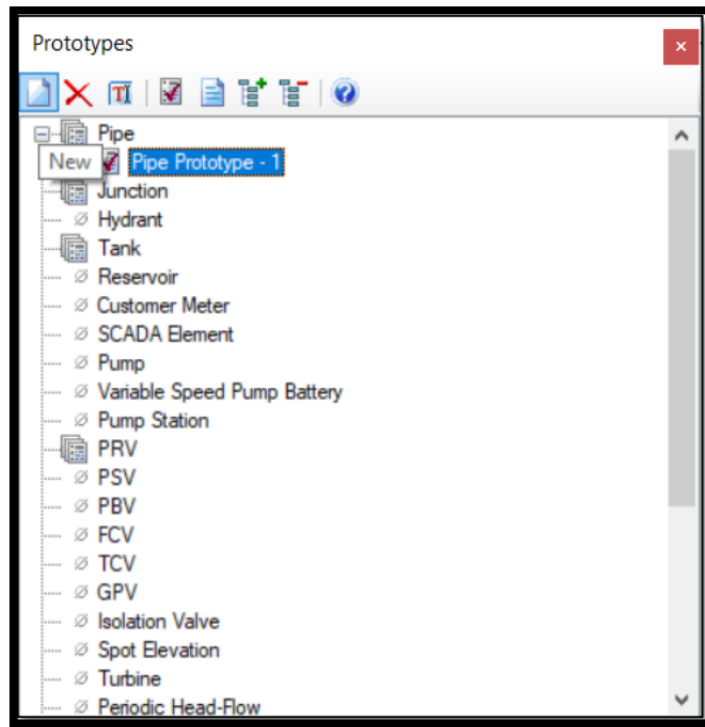 Prototypes
Pipe
New
Pipe Prototype - 1
Junction
Hydrant
Tank
Reservoir
Customer Meter
SCADA Element
Pump
Variable Speed Pump Battery
Pump Station
PRV
PSV
PBV
FCV
TCV
GPV
Isolation Valve
Spot Elevation
Turbine
Periodic Head-Flow